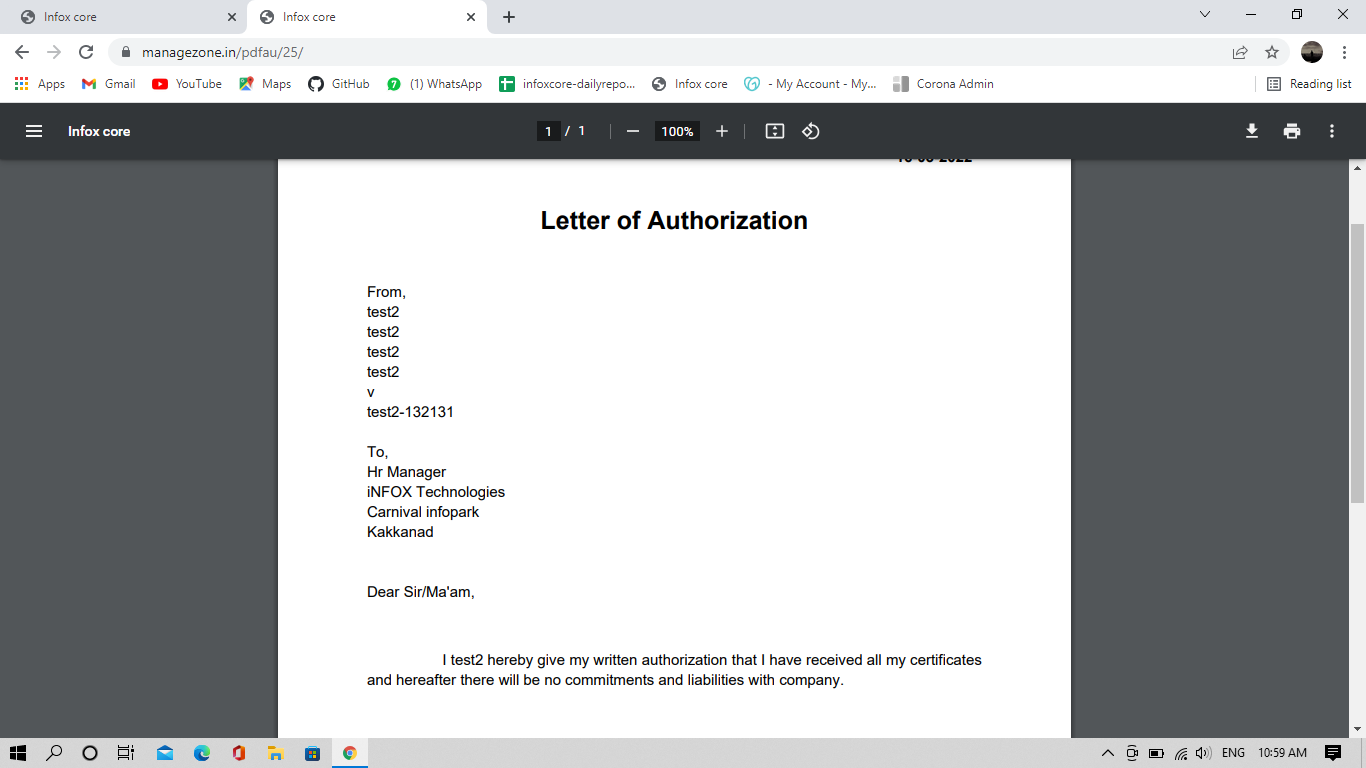 Infox core
Infox core
managezone.in/pdfau/25/
Apps
Gmail
YouTube
Maps
GitHub
7
(1) WhatsApp
infoxcore-dailyrepo...
Infox core
- My Account - My...
Corona Admin
Reading list
Infox core
1 / 1
100%
Letter of Authorization
From,
test2
test2
test2
test2
v
test2-132131
To,
Hr Manager
iNFOX Technologies
Carnival infopark
Kakkanad
Dear Sir/Ma'am,
I test2 hereby give my written authorization that I have received all my certificates
and hereafter there will be no commitments and liabilities with company.
ENG
10:59 AM